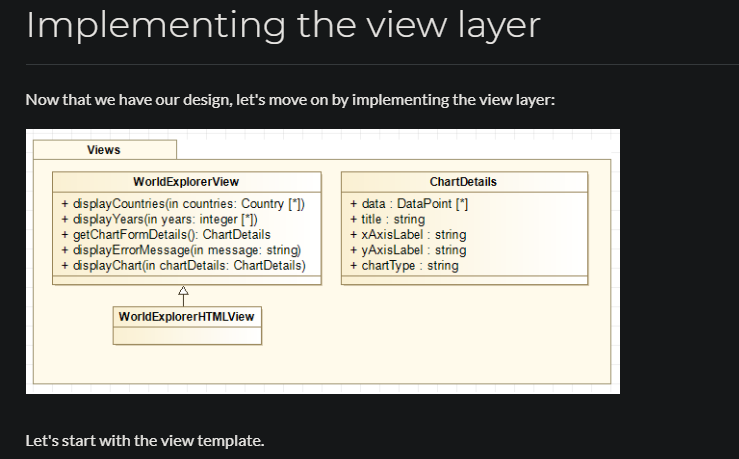 Implementing the view layer
Now that we have our design, let's move on by implementing the view layer:
Views
WorldExplorerView
+ displayCountries(in countries: Country [*])
+ displayYears(in years: integer [*])
+ getChartFormDetails(): ChartDetails
+ displayErrorMessage(in message: string)
+ displayChart(in chartDetails: ChartDetails)
ChartDetails
+ data : DataPoint [*]
+ title : string
+ xAxisLabel : string
+ yAxisLabel : string
+ chartType : string
WorldExplorerHTMLView
Let's start with the view template.